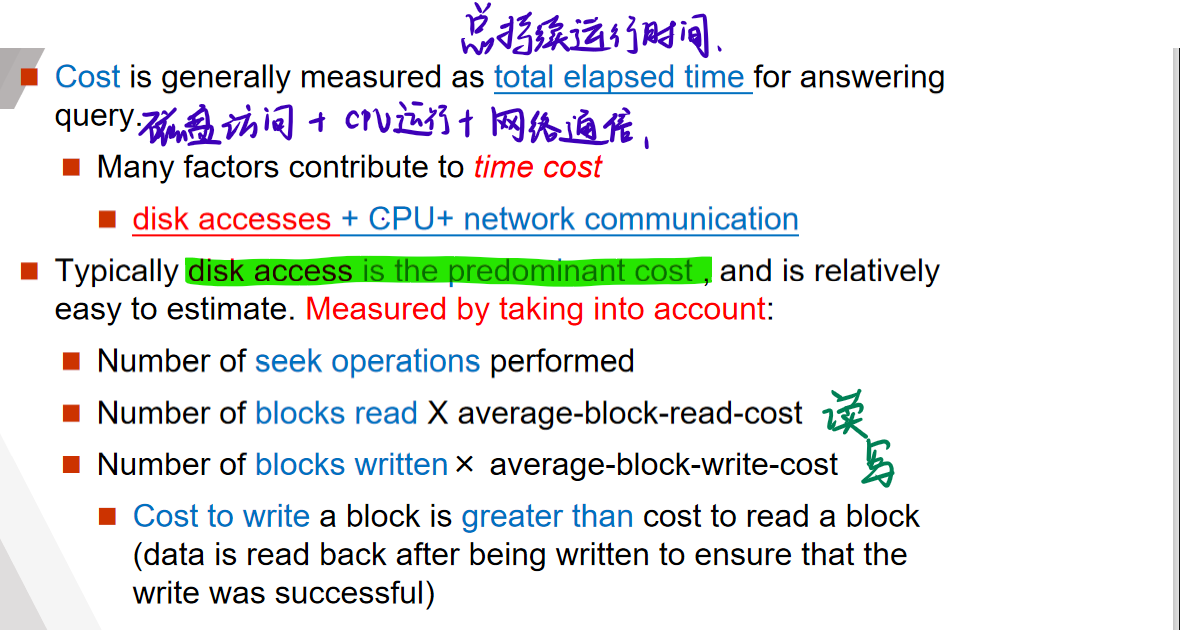 总持续运行时间.
Cost is generally measured as total elapsed time for answering
query. 磁盘访问 + CPU运行+ 网络通信,
Many factors contribute to time cost
disk accesses + CPU+ network communication
Typically disk access is the predominant cost , and is relatively
easy to estimate. Measured by taking into account:
Number of seek operations performed
Number of blocks read X average-block-read-cost 读
Number of blocks written × average-block-write-cost 写
Cost to write a block is greater than cost to read a block
(data is read back after being written to ensure that the
write was successful)